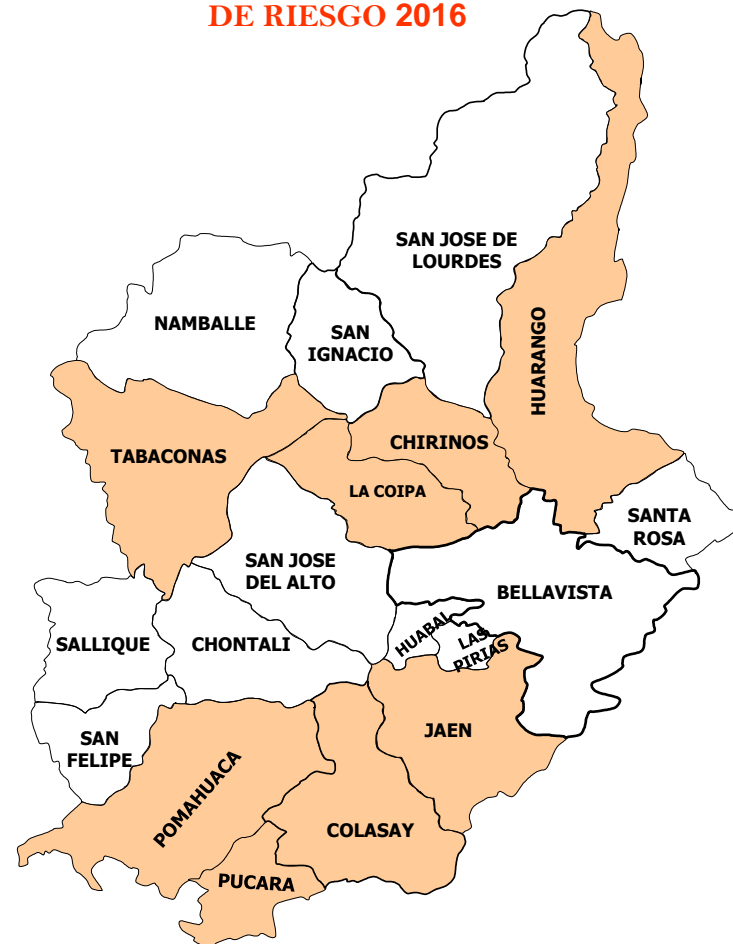 DE RIESGO 2016
SAN JOSE DE
LOURDES
NAMBALLE
SAN
IGNACIO
HUARANGO
CHIRINOS
TABACONAS
LA COIPA
SANTA
ROSA
SAN JOSE
DEL ALTO
BELLAVISTA
SALLIQUE
CHONTALI
HUABAL
LAS
PIRIAS
SAN
FELIPE
JAEN
POMAHUACA
COLASAY
PUCARA